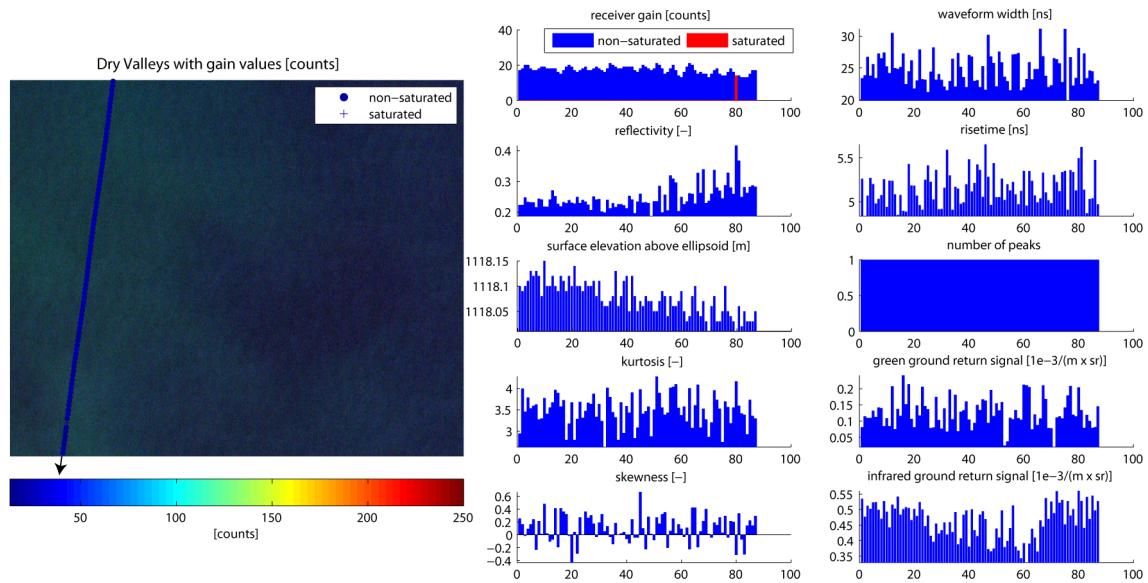 Dry Valleys with gain values [counts]
non−saturated
saturated
50 100 150 200 250
[counts]
receiver gain [counts]
non−saturated saturated
40
20
0
0 20 40 60 80 100
reflectivity [−]
0.4
0.3
0.2
0 20 40 60 80 100
surface elevation above ellipsoid [m]
1118.15
1118.1
1118.05
0 20 40 60 80 100
kurtosis [−]
4
3.5
3
0 20 40 60 80 100
skewness [−]
0.6
0.4
0.2
0
−0.2
−0.4
0 20 40 60 80 100
waveform width [ns]
30
25
20
0 20 40 60 80 100
risetime [ns]
5.5
5
0 20 40 60 80 100
number of peaks
1
0.5
0
0 20 40 60 80 100
green ground return signal [1e−3/(m x sr)]
0.2
0.15
0.1
0.05
0 20 40 60 80 100
infrared ground return signal [1e−3/(m x sr)]
0.55
0.5
0.45
0.4
0.35
0 20 40 60 80 100